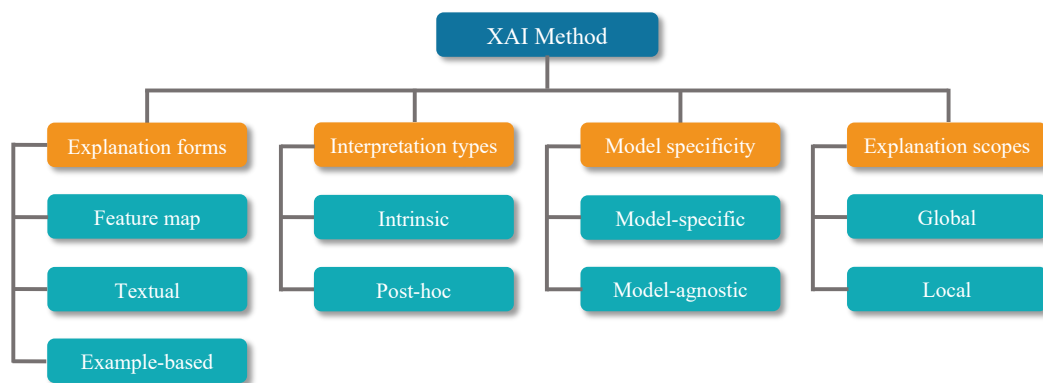 XAI Method
Explanation forms
Interpretation types
Model specificity
Explanation scopes
Feature map
Intrinsic
Model-specific
Global
Textual
Post-hoc
Model-agnostic
Local
Example-based